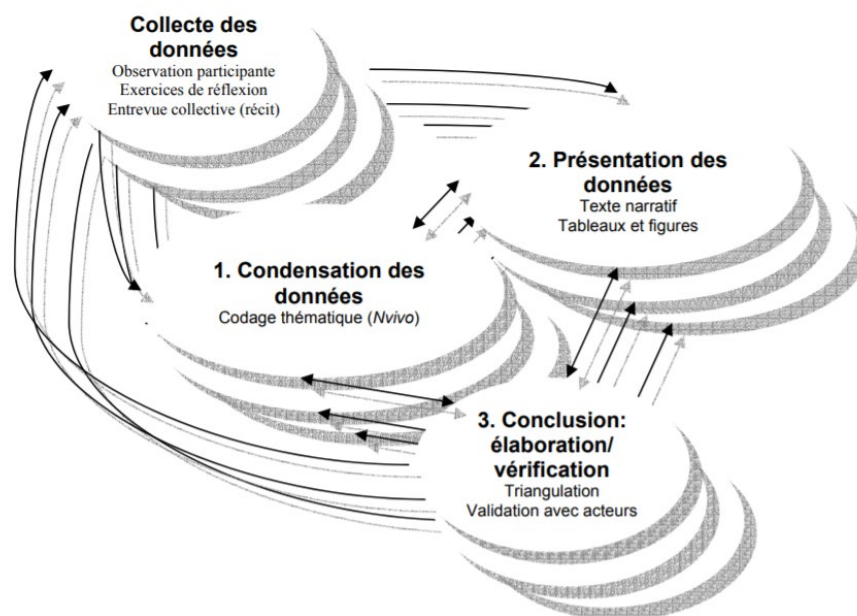 Collecte des
données
Observation participante
Exercices de réflexion
Entrevue collective (récit)
2. Présentation des
données
Texte narratif
Tableaux et figures
1. Condensation des
données
Codage thématique (Nvivo)
3. Conclusion:
élaboration/
vérification
Triangulation
Validation avec acteurs